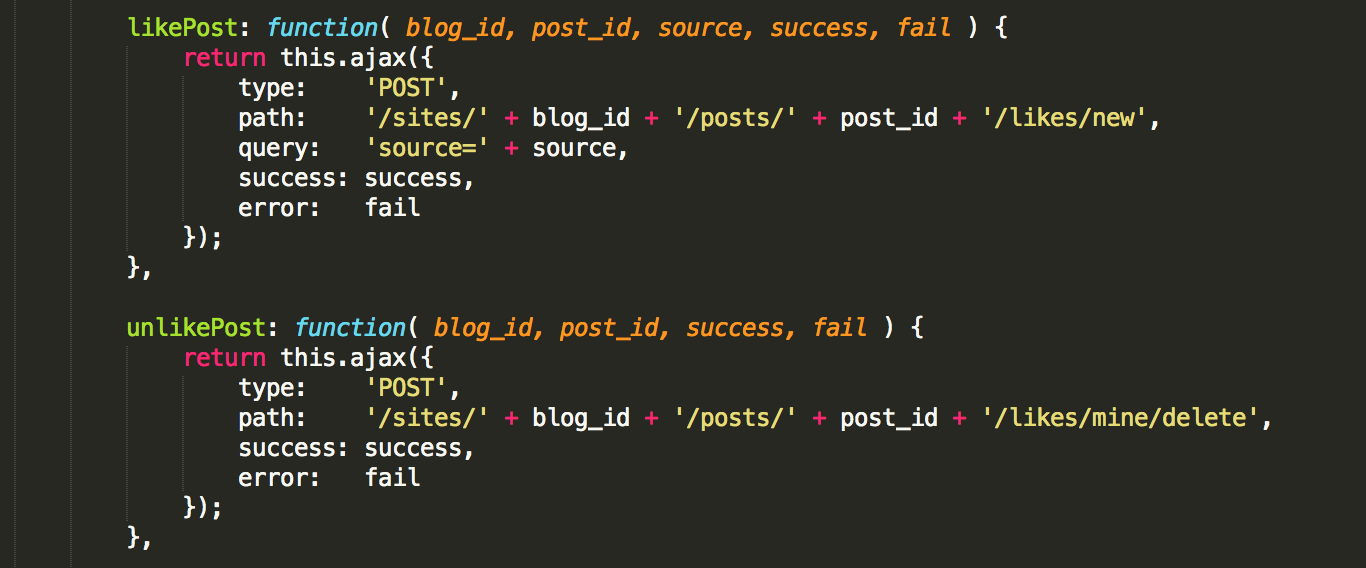 likePost: function( blog_id, post_id, source, success, fail ) {
    return this.ajax({
        type:    'POST',
        path:    '/sites/' + blog_id + '/posts/' + post_id + '/likes/new',
        query:   'source=' + source,
        success: success,
        error:   fail
    });
},

unlikePost: function( blog_id, post_id, success, fail ) {
    return this.ajax({
        type:    'POST',
        path:    '/sites/' + blog_id + '/posts/' + post_id + '/likes/mine/delete',
        success: success,
        error:   fail
    });
},